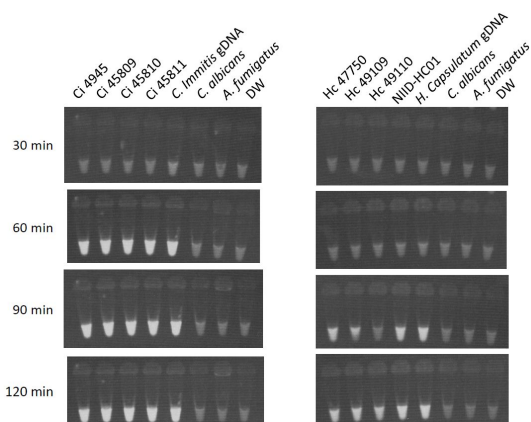 Ci 4945
Ci 45809
Ci 45810
Ci 45811
C. Immitis gDNA
C. albicans
A. fumigatus
DW
Hc 47750
Hc 49109
Hc 49110
NIID-HC01
H. Capsulatum gDNA
C. albicans
A. fumigatus
DW
30 min
60 min
90 min
120 min